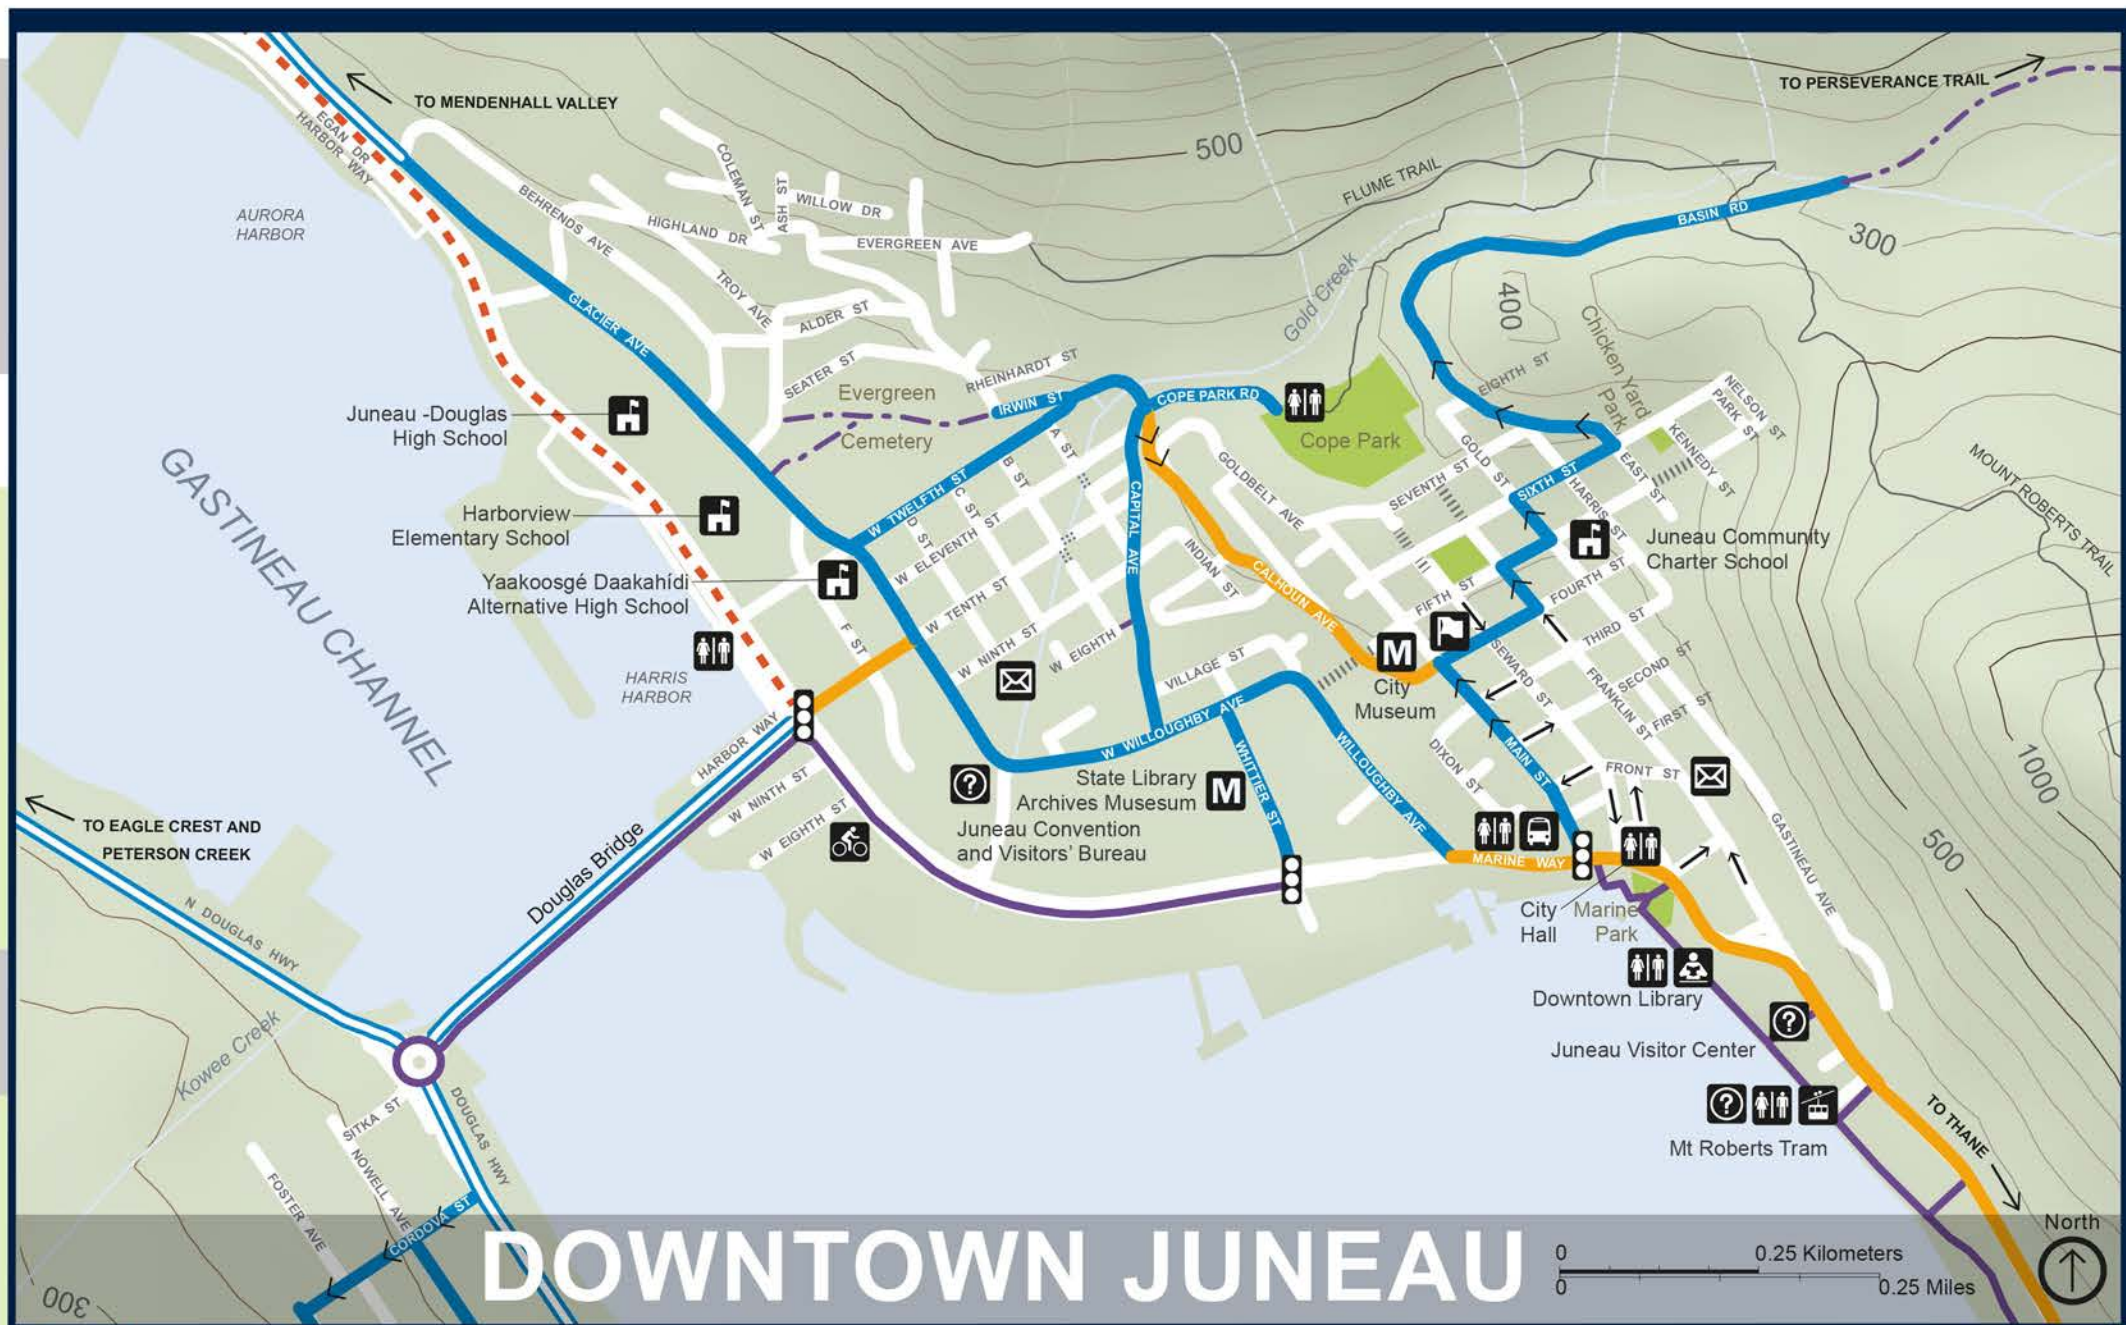 TO MENDENHALL VALLEY
TO PERSEVERANCE TRAIL
EGAN DR
HARBOR WAY
AURORA
HARBOR
BEHRENDS AVE
COLEMAN ST
ASH ST
WILLOW DR
HIGHLAND DR
EVERGREEN AVE
500
FLUME TRAIL
BASIN RD
300
TROY AVE
ALDER ST
GLACIER AVE
SEATER ST
RHEINHARDT ST
Gold Creek
400
Chicken Yard
Park
EIGHTH ST
NELSON ST
PARK ST
KENNEDY ST
Evergreen
Cemetery
IRWIN ST
COPE PARK RD
Cope Park
Juneau -Douglas
High School
GASTINEAU CHANNEL
A ST
B ST
C ST
D ST
W TWELFTH ST
W ELEVENTH ST
W TENTH ST
W NINTH ST
W EIGHTH
F ST
CAPITAL AVE
GOLDBELT AVE
INDIAN ST
CALHOUN AVE
SEVENTH ST
GOLD ST
HARRIS ST
EAST ST
SIXTH ST
MOUNT ROBERTS TRAIL
Harborview
Elementary School
Juneau Community
Charter School
Yaakoosgé Daakahídi
Alternative High School
FIFTH ST
FOURTH ST
THIRD ST
SECOND ST
FIRST ST
SEWARD ST
FRANKLIN ST
HARRIS
HARBOR
M
City
Museum
VILLAGE ST
W WILLOUGHBY AVE
WILLOUGHBY AVE
WHITTIER ST
DIXON ST
MAIN ST
FRONT ST
GASTINEAU AVE
1000
500
HARBOR WAY
W NINTH ST
W EIGHTH ST
?
State Library
Archives Musesum
M
Juneau Convention
and Visitors' Bureau
MARINE WAY
TO EAGLE CREST AND
PETERSON CREEK
Douglas Bridge
N DOUGLAS HWY
City
Hall
Marine
Park
Downtown Library
?
Juneau Visitor Center
Kowee Creek
SITKA ST
DOUGLAS HWY
NOWELL AVE
FOSTER AVE
CORDOVA ST
?
Mt Roberts Tram
TO THANE
300
DOWNTOWN JUNEAU
0 0.25 Kilometers
0 0.25 Miles
North